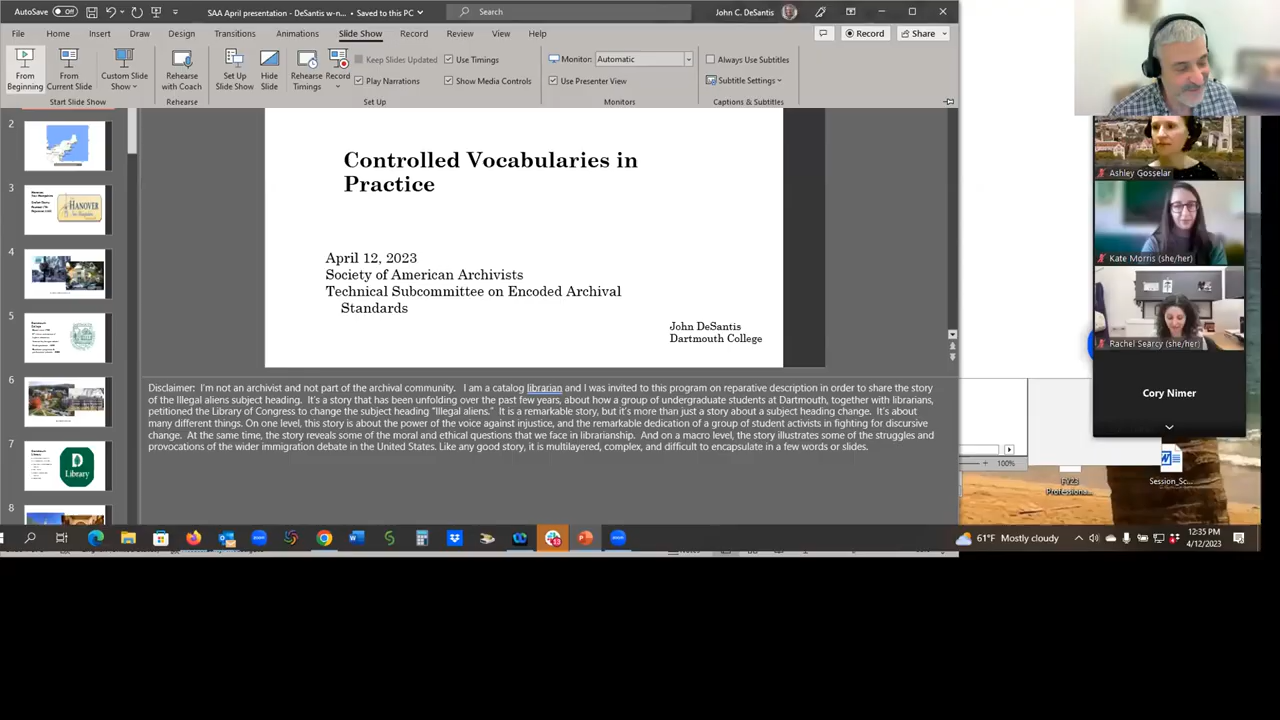 AutoSave Off
SAA April presentation - DeSantis w-n... • Saved to this PC
Search
John C. DeSantis
File Home Insert Draw Design Transitions Animations Slide Show Record Review View Help
Record
Share
From Beginning
From Current Slide
Custom Slide Show
Start Slide Show
Rehearse with Coach
Rehearse
Set Up Slide Show
Hide Slide
Rehearse Timings
Record
Keep Slides Updated
Play Narrations
Use Timings
Show Media Controls
Set Up
Monitor: Automatic
Use Presenter View
Monitors
Always Use Subtitles
Subtitle Settings
Captions & Subtitles
2
3
HANOVER
4
5
6
7
D
Library
8
Controlled Vocabularies in
Practice
April 12, 2023
Society of American Archivists
Technical Subcommittee on Encoded Archival
Standards
John DeSantis
Dartmouth College
Disclaimer: I'm not an archivist and not part of the archival community. I am a catalog librarian and I was invited to this program on reparative description in order to share the story
of the Illegal aliens subject heading. It's a story that has been unfolding over the past few years, about how a group of undergraduate students at Dartmouth, together with librarians,
petitioned the Library of Congress to change the subject heading "Illegal aliens." It is a remarkable story, but it's more than just a story about a subject heading change. It's about
many different things. On one level, this story is about the power of the voice against injustice, and the remarkable dedication of a group of student activists in fighting for discursive
change. At the same time, the story reveals some of the moral and ethical questions that we face in librarianship. And on a macro level, the story illustrates some of the struggles and
provocations of the wider immigration debate in the United States. Like any good story, it is multilayered, complex, and difficult to encapsulate in a few words or slides.
Ashley Gosselar
Kate Morris (she/her)
Rachel Searcy (she/her)
Cory Nimer
100%
FY23
Professiona...
Session_Sc...
61°F Mostly cloudy
12:35 PM
4/12/2023